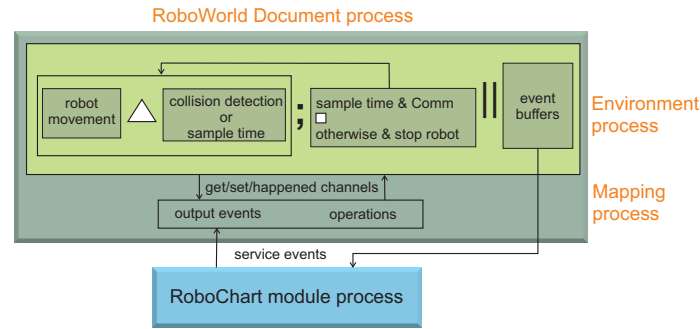 RoboWorld Document process
robot
movement
collision detection
or
sample time
;
sample time & Comm
otherwise & stop robot
||
event
buffers
Environment
process
get/set/happened channels
output events
operations
Mapping
process
service events
RoboChart module process